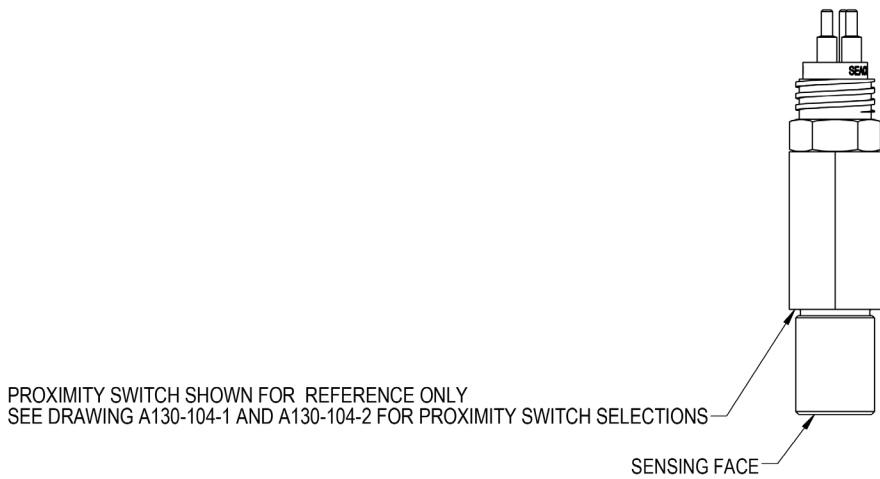 SEAC
PROXIMITY SWITCH SHOWN FOR REFERENCE ONLY
SEE DRAWING A130-104-1 AND A130-104-2 FOR PROXIMITY SWITCH SELECTIONS
SENSING FACE